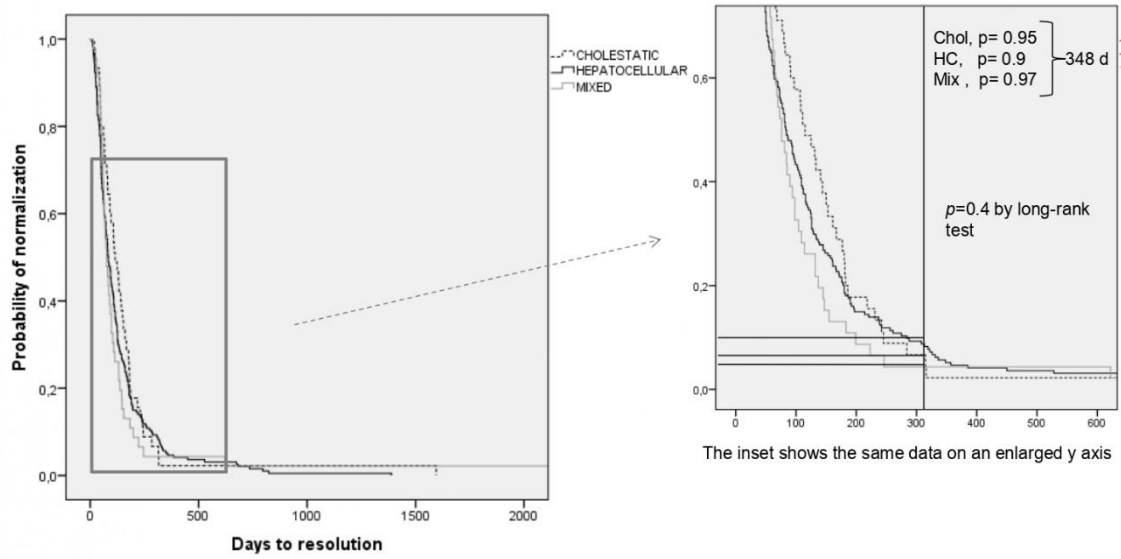 1,0
0,8
0,6
0,4
0,2
0,0
Probability of normalization
0
500
1000
1500
2000
Days to resolution
CHOLESTATIC
HEPATOCELLULAR
MIXED
0,6
0,4
0,2
0,0
0
100
200
300
400
500
600
Chol, p= 0.95
HC, p= 0.9
Mix , p= 0.97
348 d
p=0.4 by long-rank
test
The inset shows the same data on an enlarged y axis